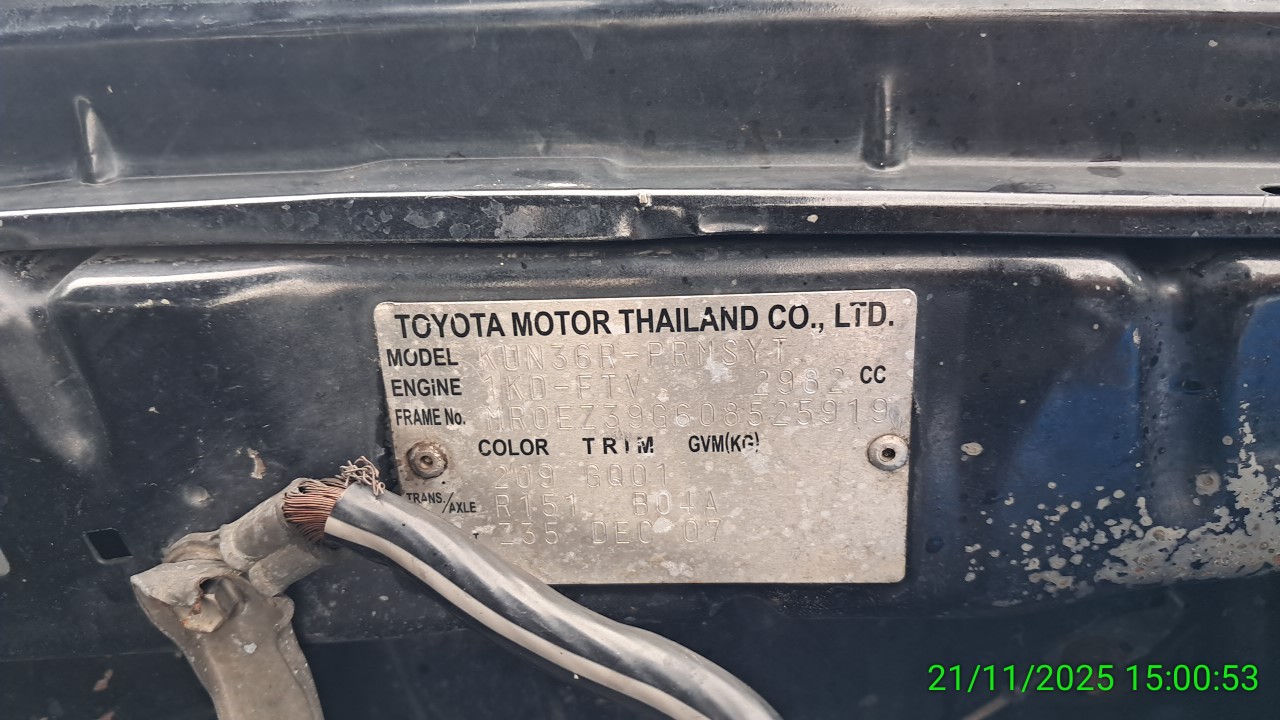 TOYOTA MOTOR THAILAND CO., LTD.
MODEL KUN36R-PRMSYT
ENGINE 1KD-FTV 2982 CC
FRAME No. MR0EZ39G608525919
COLOR TRIM GVM(KG)
209 GQ01
TRANS./AXLE R151 R04A
Z35 DEC 07
21/11/2025 15:00:53